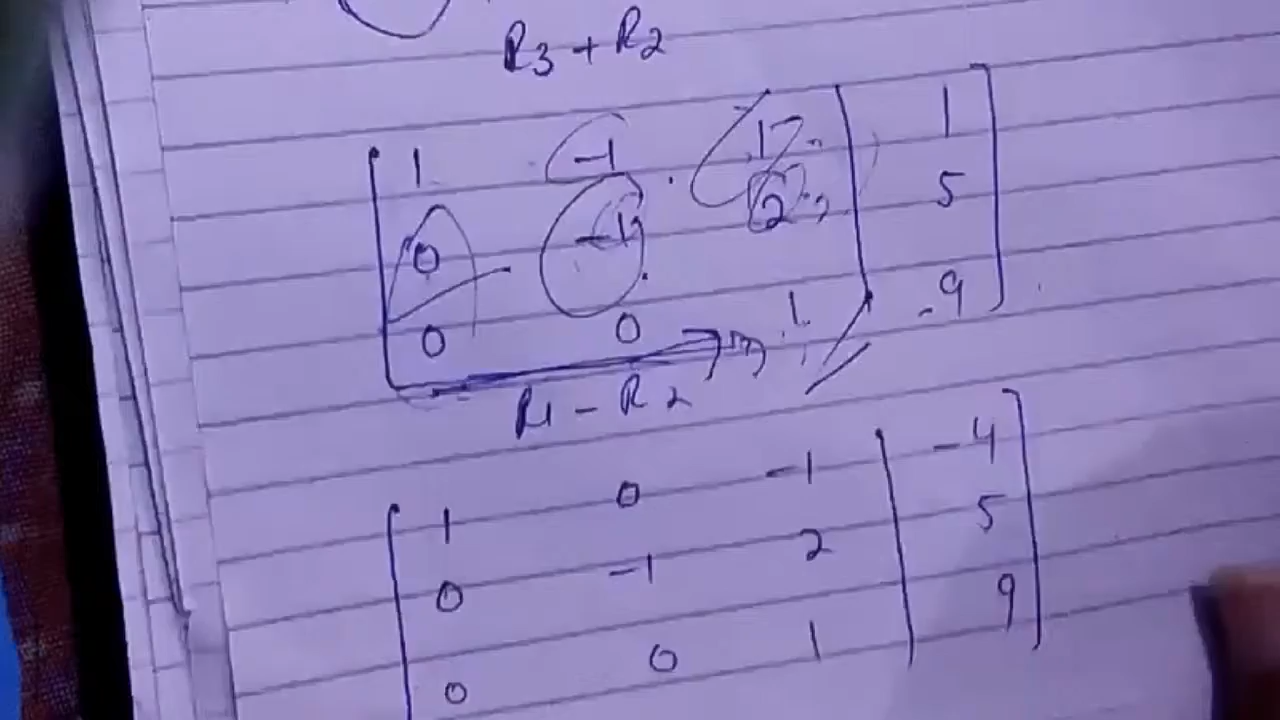 R3 + R2
1 -1 1 1
0 -1 2 5
0 0 1 9
R1 - R2
1 0 -1 -4
0 -1 2 5
0 0 1 9